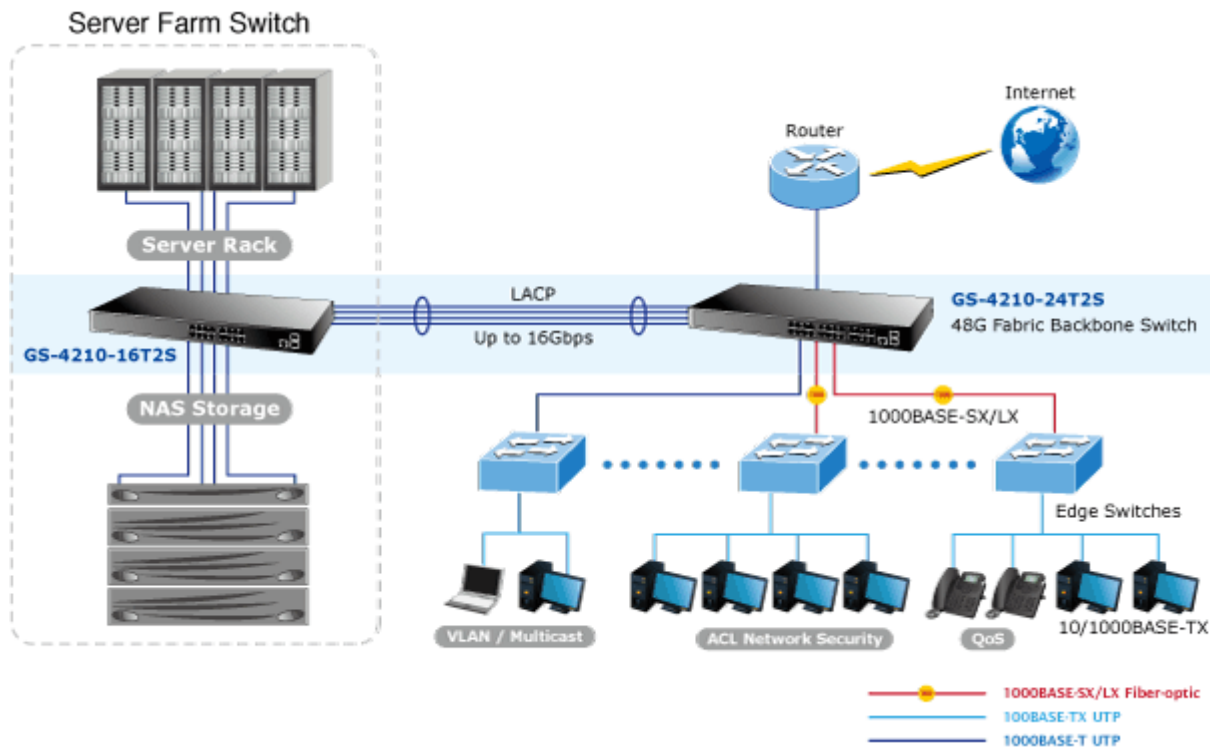 Server Farm Switch
Internet
Router
Server Rack
LACP
GS-4210-24T2S
48G Fabric Backbone Switch
Up to 16Gbps
GS-4210-16T2S
NAS Storage
1000BASE-SX/LX
Edge Switches
VLAN / Multicast
ACL Network Security
QoS
10/1000BASE-TX
1000BASE-SX/LX Fiber-optic
100BASE-TX UTP
1000BASE-T UTP